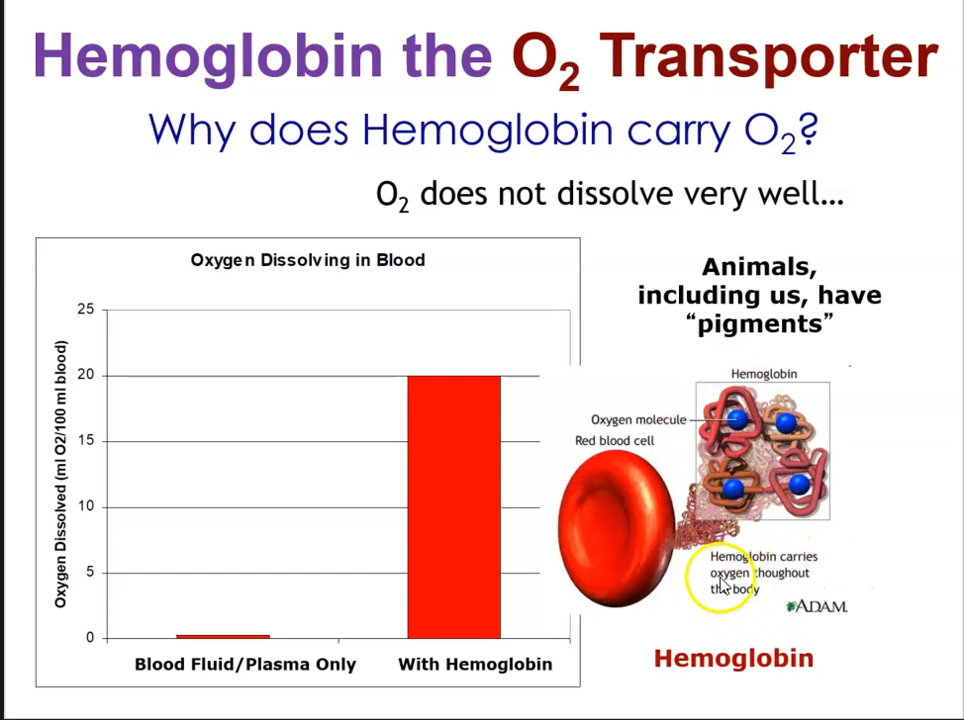 Hemoglobin the O₂ Transporter
Why does Hemoglobin carry O₂?
O₂ does not dissolve very well...
Oxygen Dissolving in Blood
Oxygen Dissolved (ml O2/100 ml blood)
25
20
15
10
5
0
Blood Fluid/Plasma Only
With Hemoglobin
Animals,
including us, have
“pigments”
Hemoglobin
Oxygen molecule
Red blood cell
Hemoglobin carries
oxygen thoughout
the body
ADAM.
Hemoglobin